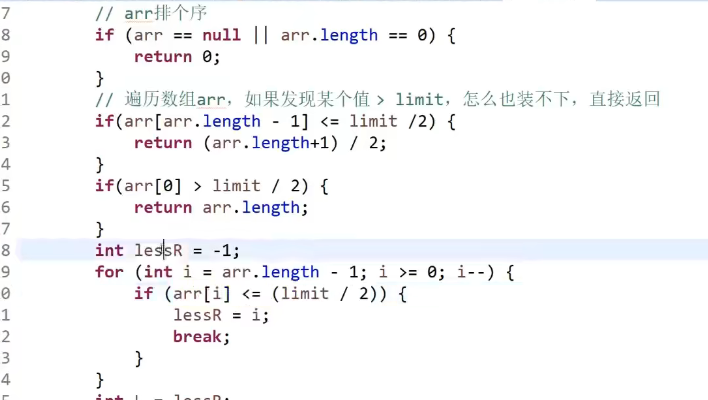 7 // arr排个序
8 if (arr == null || arr.length == 0) {
9 return 0;
0 }
1 // 遍历数组arr，如果发现某个值 > limit，怎么也装不下，直接返回
2 if(arr[arr.length - 1] <= limit /2) {
3 return (arr.length+1) / 2;
4 }
5 if(arr[0] > limit / 2) {
6 return arr.length;
7 }
8 int lessR = -1;
9 for (int i = arr.length - 1; i >= 0; i--) {
0 if (arr[i] <= (limit / 2)) {
1 lessR = i;
2 break;
3 }
4 }